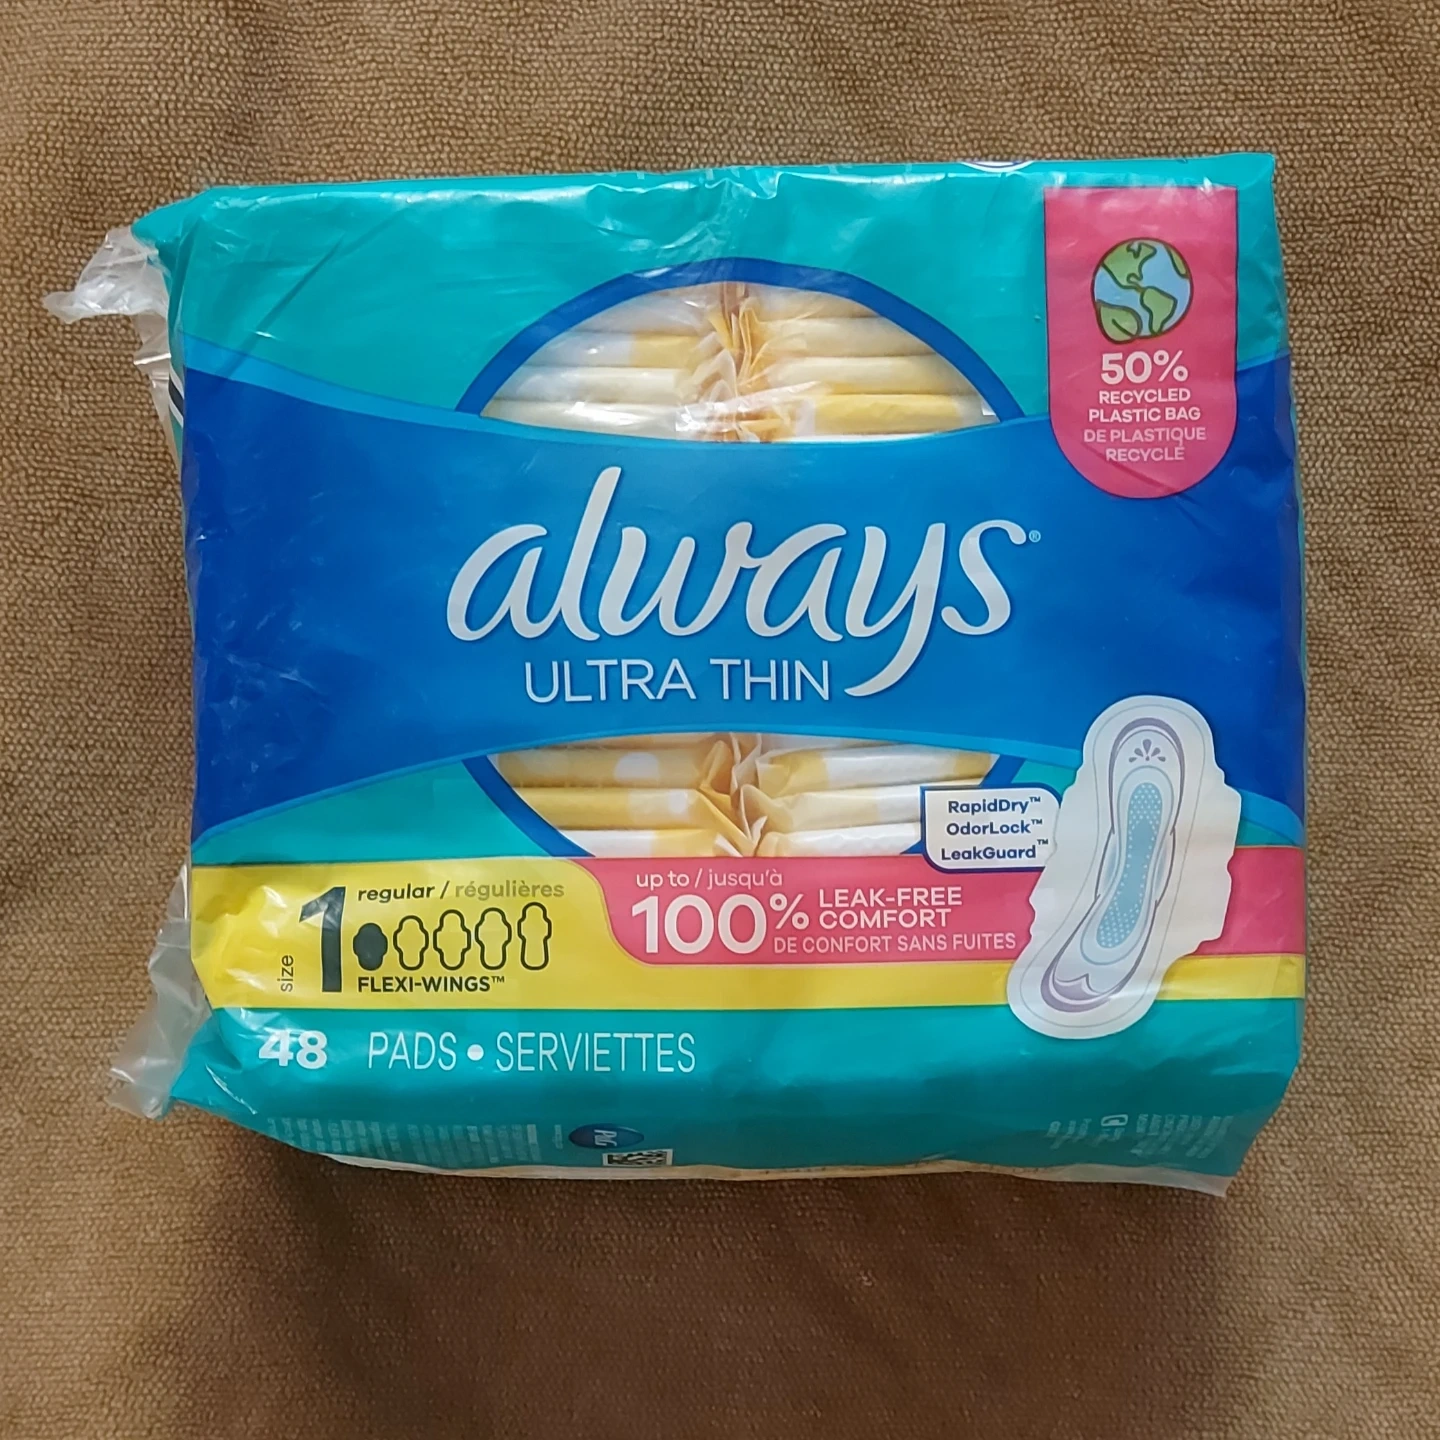 50%
RECYCLED
PLASTIC BAG
DE PLASTIQUE
RECYCLÉ
always®
ULTRA THIN
RapidDry™
OdorLock™
LeakGuard™
size 1 regular / régulières
FLEXI-WINGS™
up to / jusqu'à
100% LEAK-FREE
COMFORT
DE CONFORT SANS FUITES
48 PADS • SERVIETTES
P&G